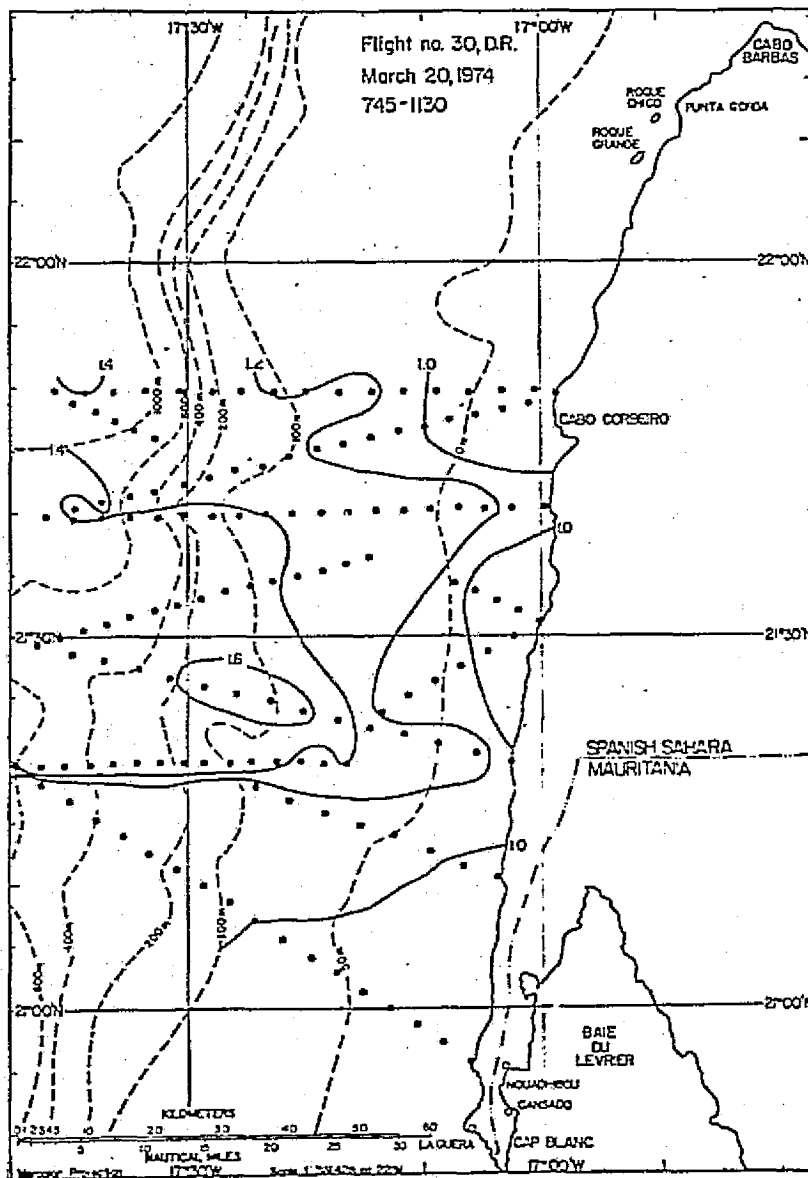 17°30'W
17°00'W
Flight no. 30, D.R.
March 20, 1974
745-1130
CABO
BARBAS
ROQUE
CHICO
PUNTA
ROQUE
GRANDE
22°00'N
22°00'N
1.4
1.2
1.0
1000m
400m
200m
100m
CABO CORBEIRO
1.4
1.0
21°30'N
21°30'N
1.6
SPANISH SAHARA
MAURITANIA
1.0
400m
200m
100m
50m
21°00'N
21°00'N
BAIE
DU
LEVRIER
NOUADHIBOU
CANSADO
KILOMETERS
0 1 2 3 4 5 10 20 30 40 50 60
5 10 15 20 25 30
NAUTICAL MILES
LA GUERA
CAP BLANC
17°30'W
17°00'W